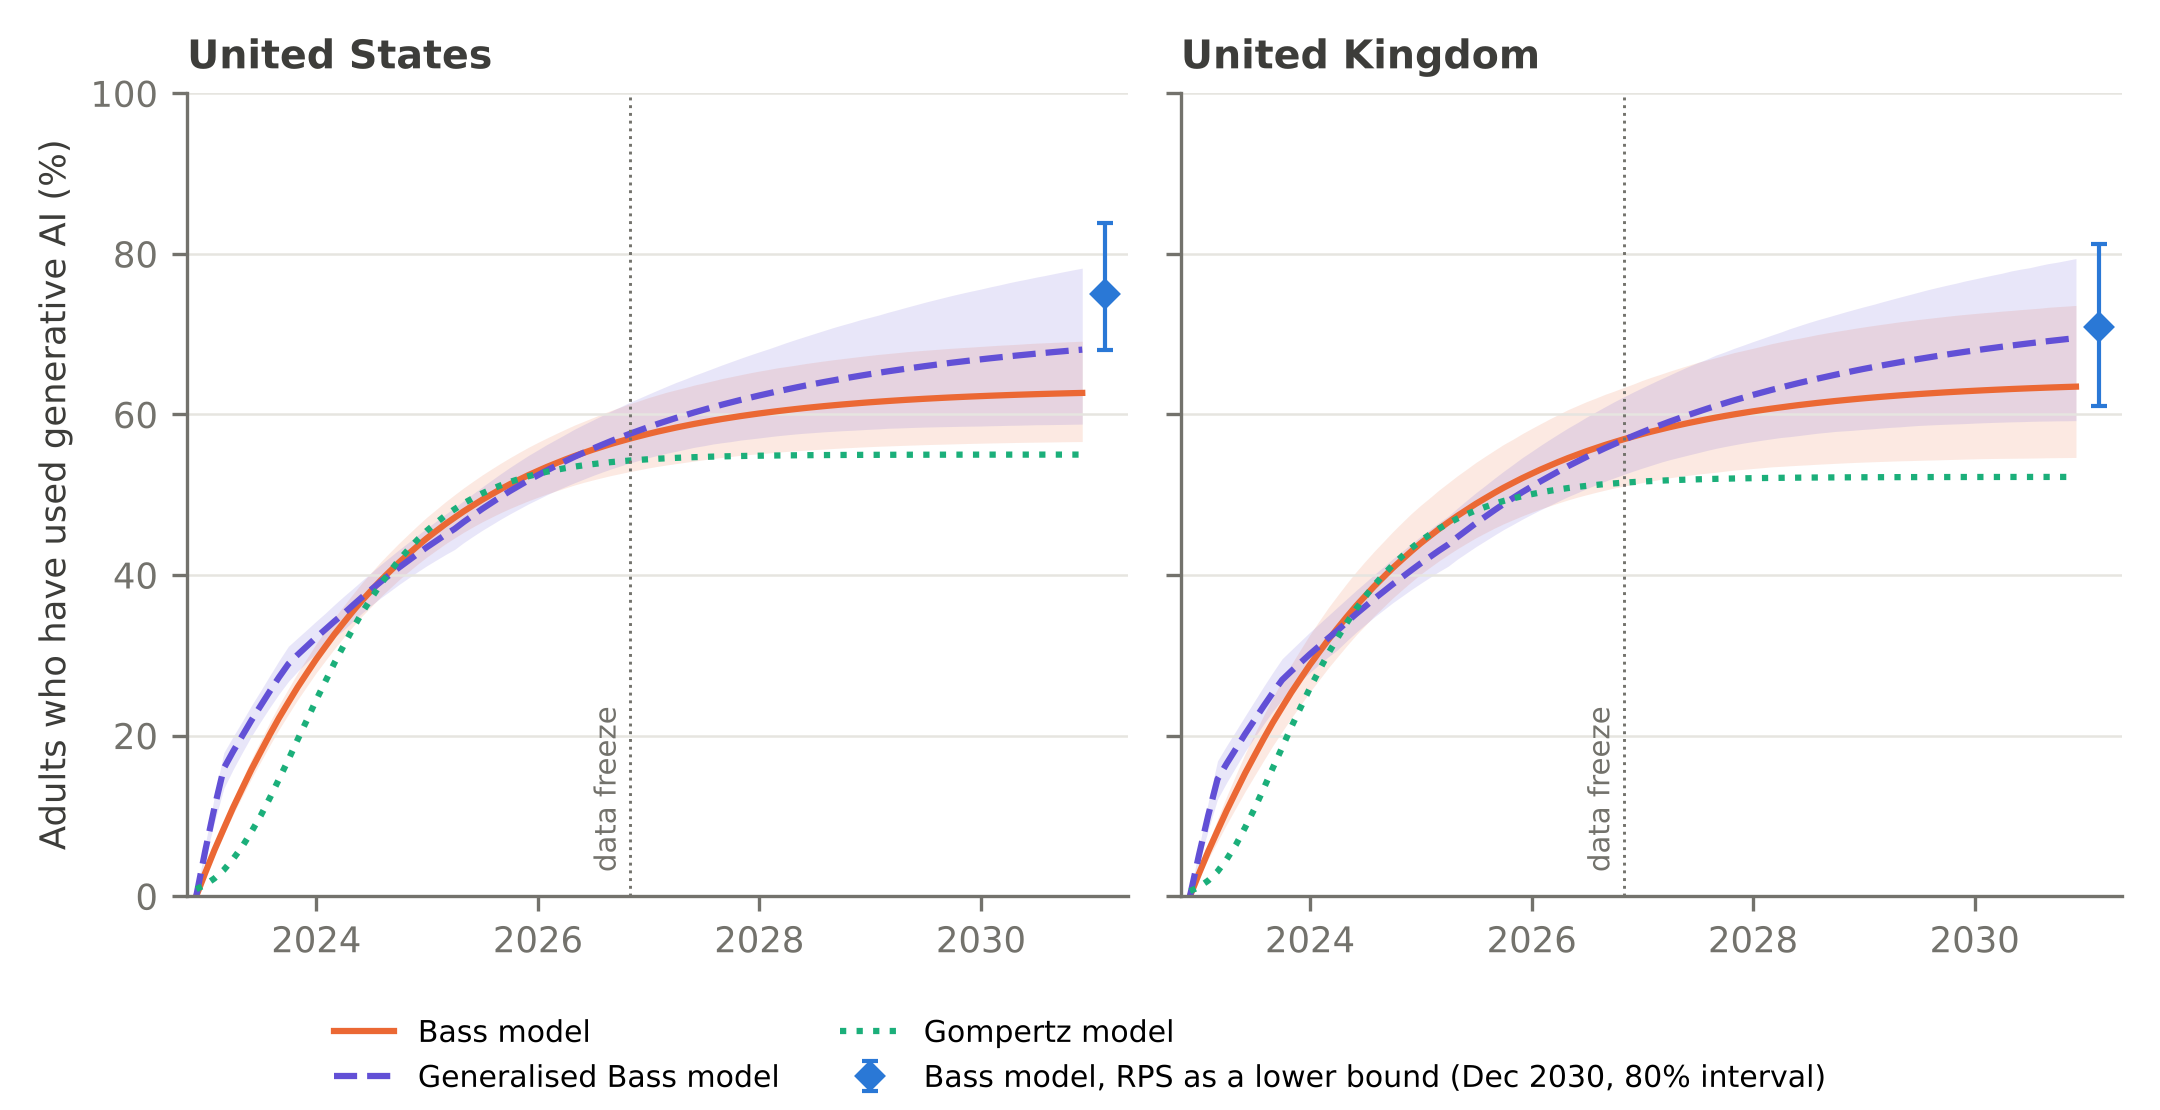 United States
United Kingdom
Adults who have used generative AI (%)
100
80
60
40
20
0
data freeze
data freeze
2024 2026 2028 2030
2024 2026 2028 2030
Bass model
Generalised Bass model
Gompertz model
Bass model, RPS as a lower bound (Dec 2030, 80% interval)